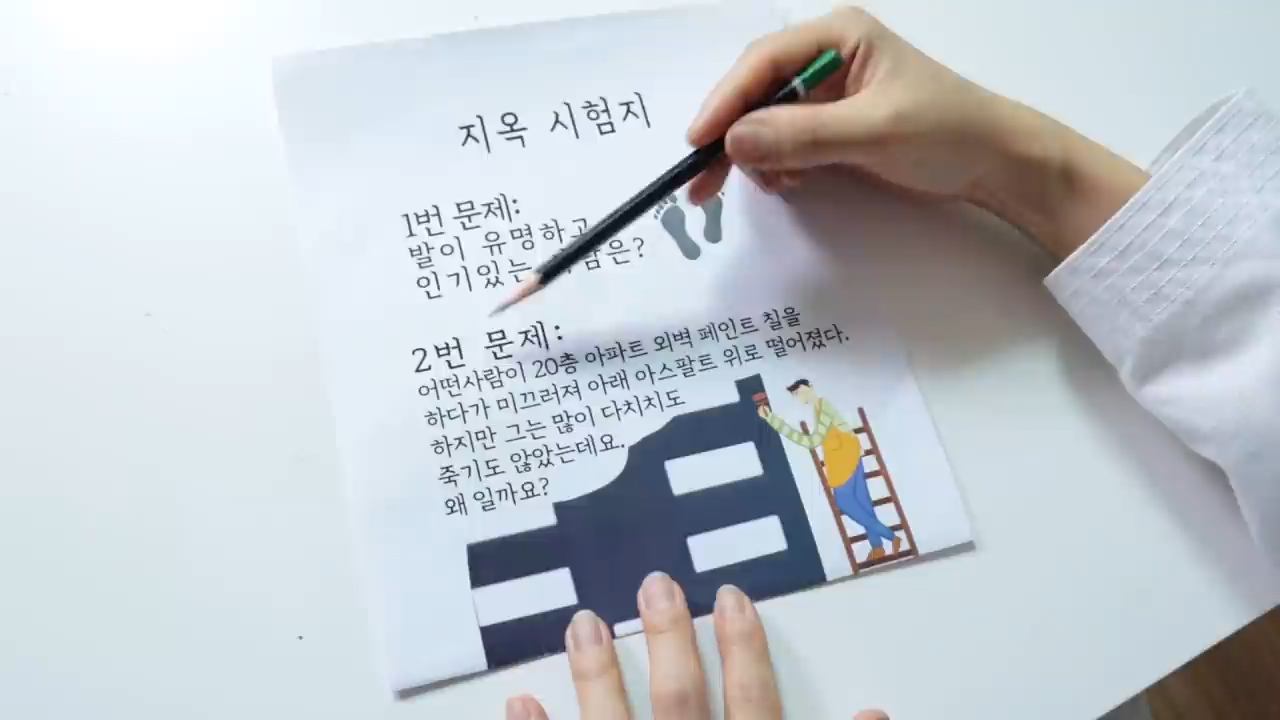 지옥 시험지
1번 문제:
발이 유명하고
인기있는 사람은?
2번 문제:
어떤사람이 20층 아파트 외벽 페인트 칠을
하다가 미끄러져 아래 아스팔트 위로 떨어졌다.
하지만 그는 많이 다치치도
죽기도 않았는데요.
왜 일까요?